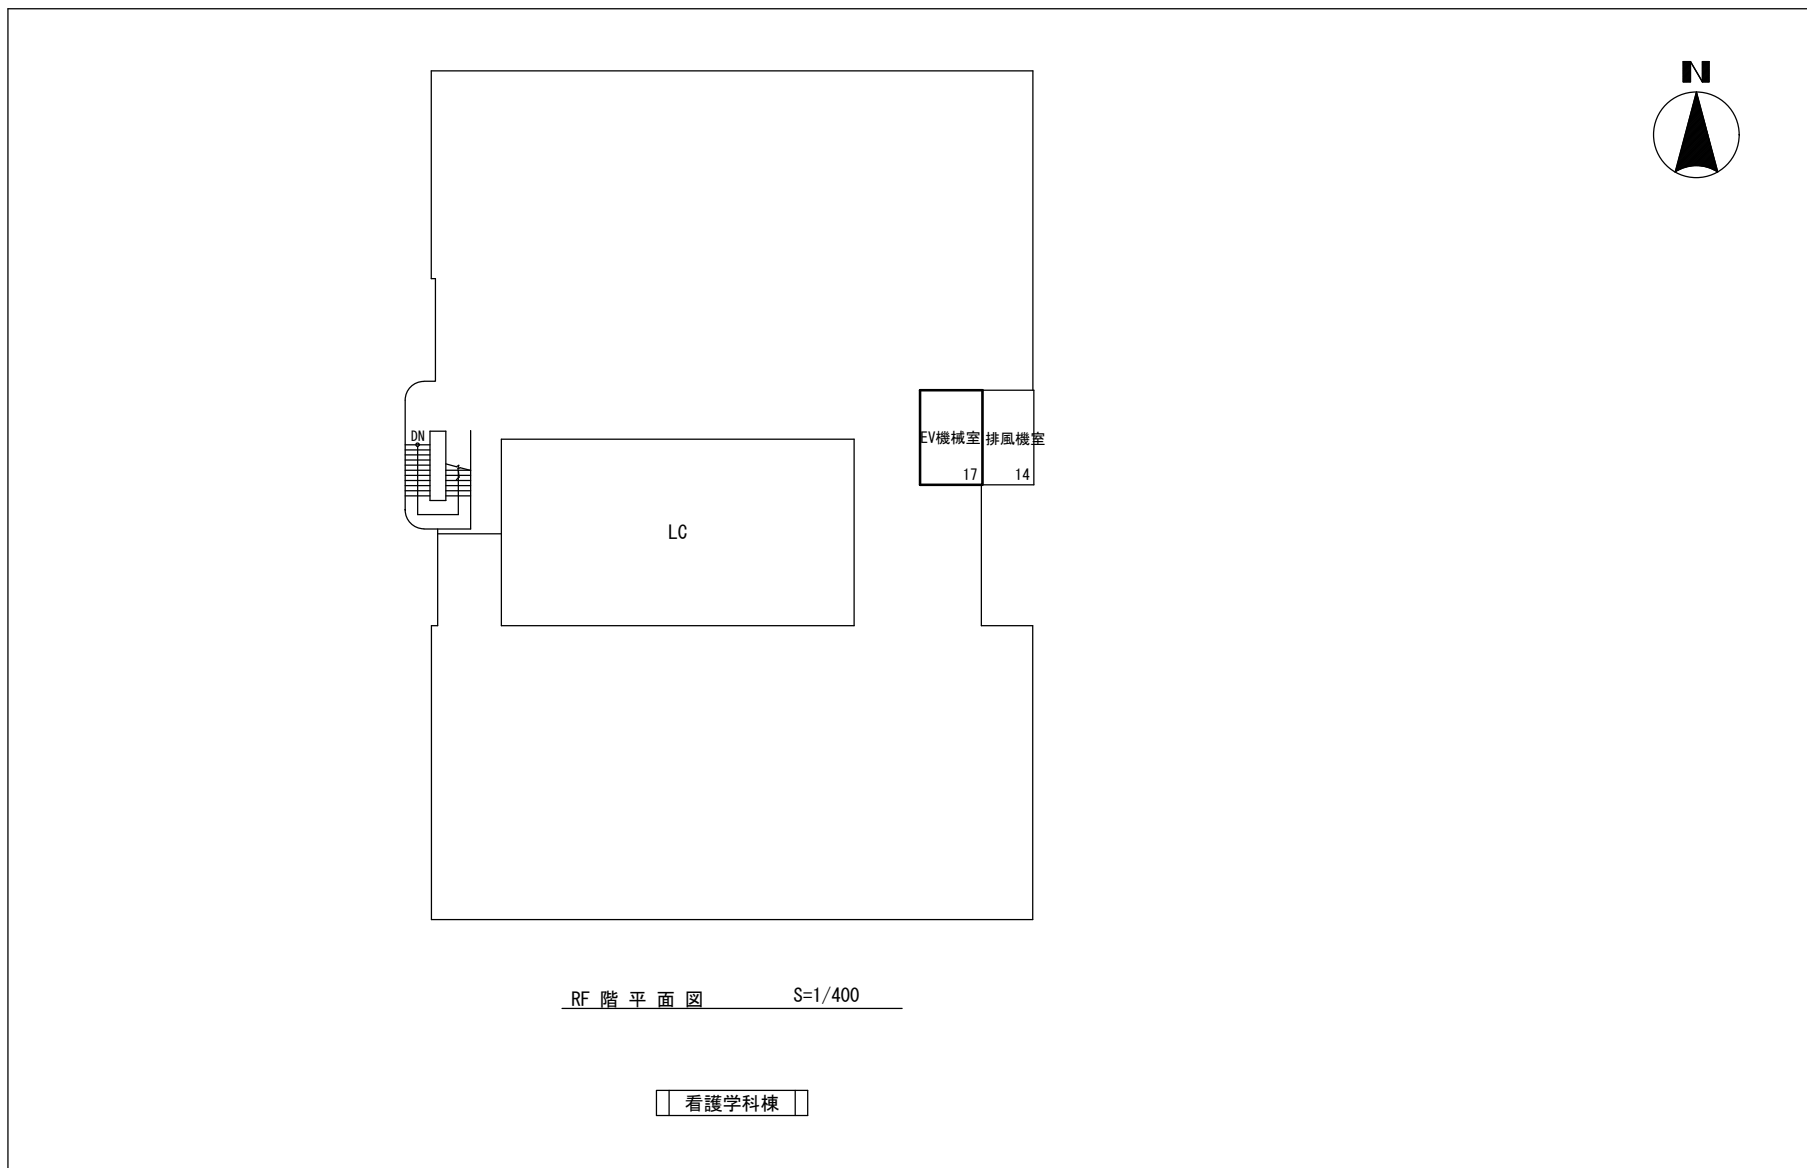 N
DN
EV機械室 排風機室
17 14
LC
RF 階 平 面 図 S=1/400
看護学科棟